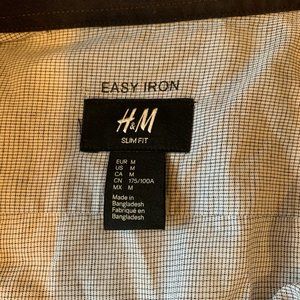 EASY IRON
H&M
SLIM FIT
EUR M
US M
CA M
CN 175/100A
MX M
Made in
Bangladesh
Fabriqué en
Bangladesh